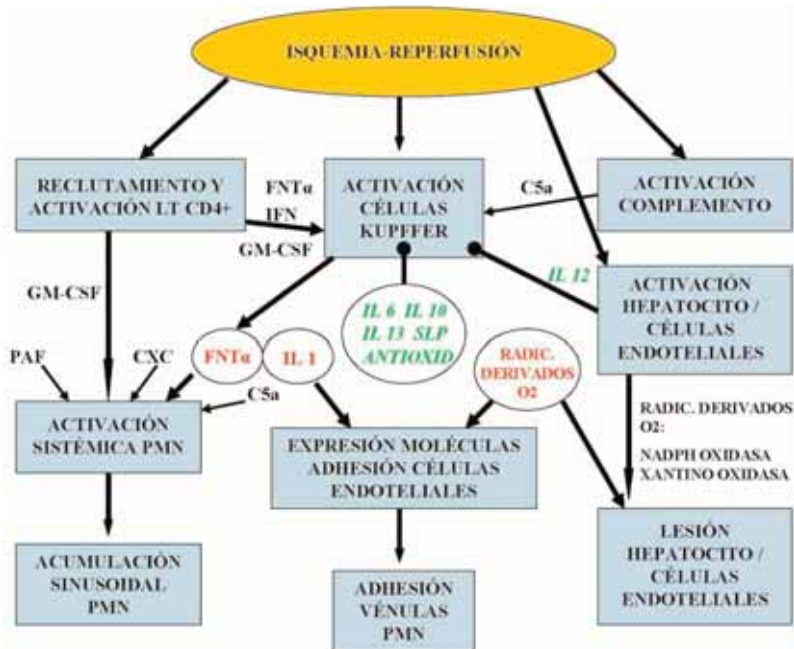 ISQUEMIA-REPERFUSIÓN
RECLUTAMIENTO Y
ACTIVACIÓN LT CD4+
FNTα
IFN
GM-CSF
ACTIVACIÓN
CÉLULAS
KUPFFER
C5a
ACTIVACIÓN
COMPLEMENTO
GM-CSF
IL 6 IL 10
IL 13 SLP
ANTIOXID
IL 12
ACTIVACIÓN
HEPATOCITO /
CÉLULAS
ENDOTELIALES
PAF
CXC
FNTα
IL 1
C5a
RADIC.
DERIVADOS
O2
ACTIVACIÓN
SISTÉMICA PMN
EXPRESIÓN MOLÉCULAS
ADHESIÓN CÉLULAS
ENDOTELIALES
RADIC. DERIVADOS
O2:
NADPH OXIDASA
XANTINO OXIDASA
ACUMULACIÓN
SINUSOIDAL
PMN
ADHESIÓN
VÉNULAS
PMN
LESIÓN
HEPATOCITO /
CÉLULAS
ENDOTELIALES